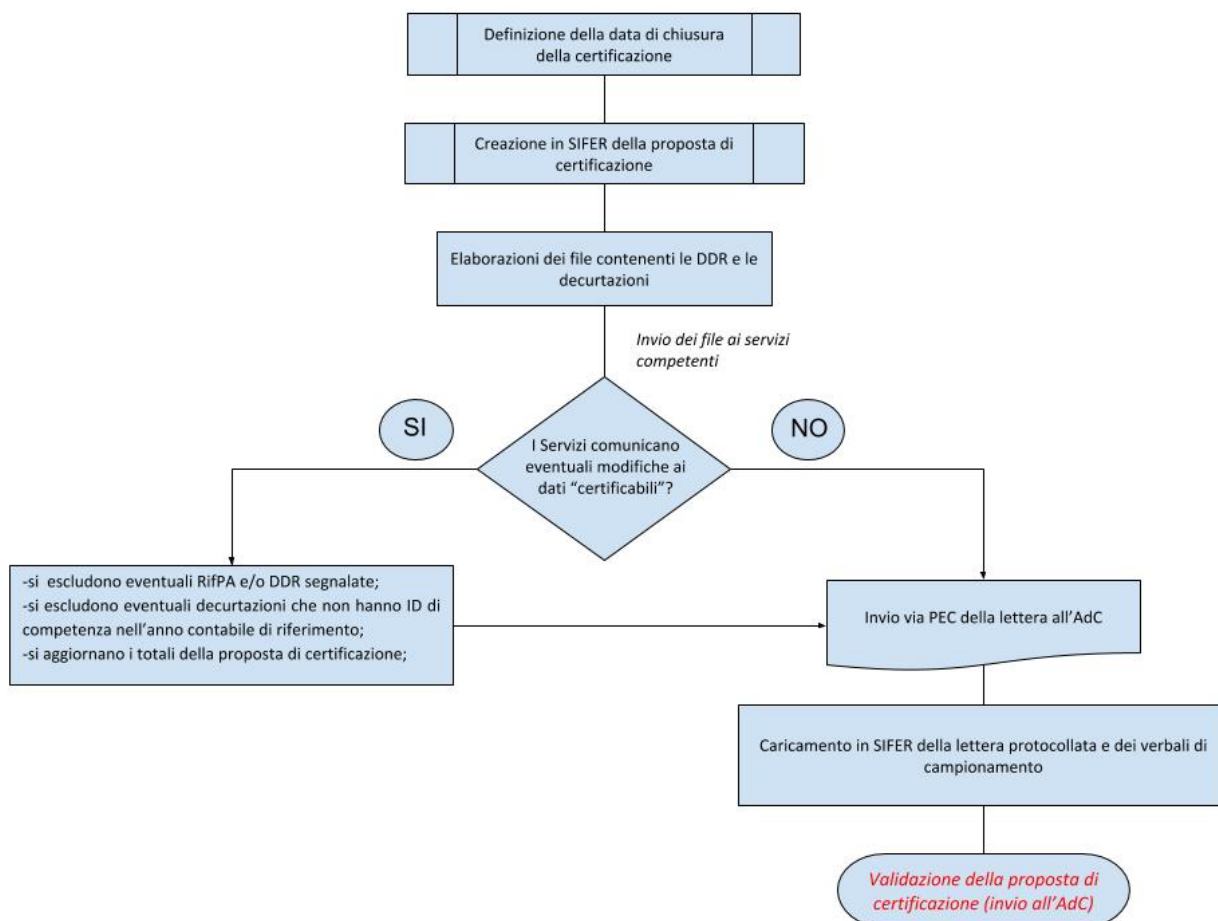 Definizione della data di chiusura
della certificazione
Creazione in SIFER della proposta di
certificazione
Elaborazioni dei file contenenti le DDR e le
decurtazioni
Invio dei file ai servizi
competenti
SI
NO
I Servizi comunicano
eventuali modifiche ai
dati “certificabili”?
-si escludono eventuali RifPA e/o DDR segnalate;
-si escludono eventuali decurtazioni che non hanno ID di
competenza nell’anno contabile di riferimento;
-si aggiornano i totali della proposta di certificazione;
Invio via PEC della lettera all’AdC
Caricamento in SIFER della lettera protocollata e dei verbali di
campionamento
Validazione della proposta di
certificazione (invio all’AdC)